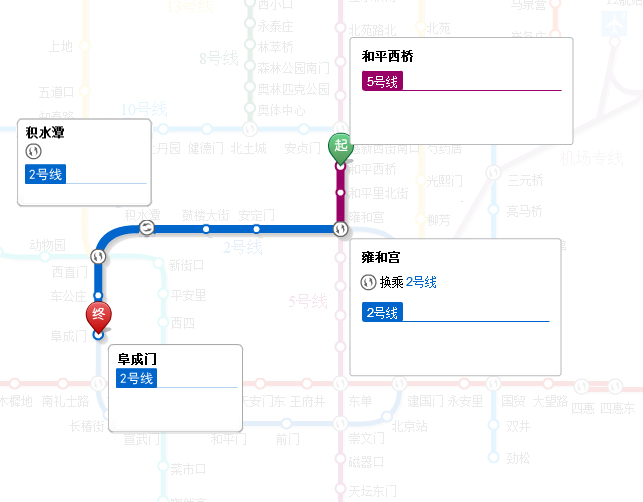 西小口
上地
永泰庄
育新
北苑路北
北苑
林萃桥
和平西桥
8号线
森林公园南门
5号线
五道口
奥林匹克公园
10号线
奥体中心
积水潭
健德门
北土城
安贞门
芍药居
机场专线
起
2号线
和平西桥
光熙门
三元桥
和平里北街
亮马桥
积水潭
鼓楼大街
安定门
雍和宫
柳芳
动物园
2号线
雍和宫
西直门
新街口
换乘 2号线
车公庄
平安里
5号线
2号线
终
西四
阜成门
阜成门
2号线
木樨地
南礼士路
天安门东
王府井
东单
建国门
永安里
国贸
大望路
四惠
四惠东
长椿街
宣武门
和平门
前门
崇文门
北京站
双井
菜市口
磁器口
劲松
天坛东门